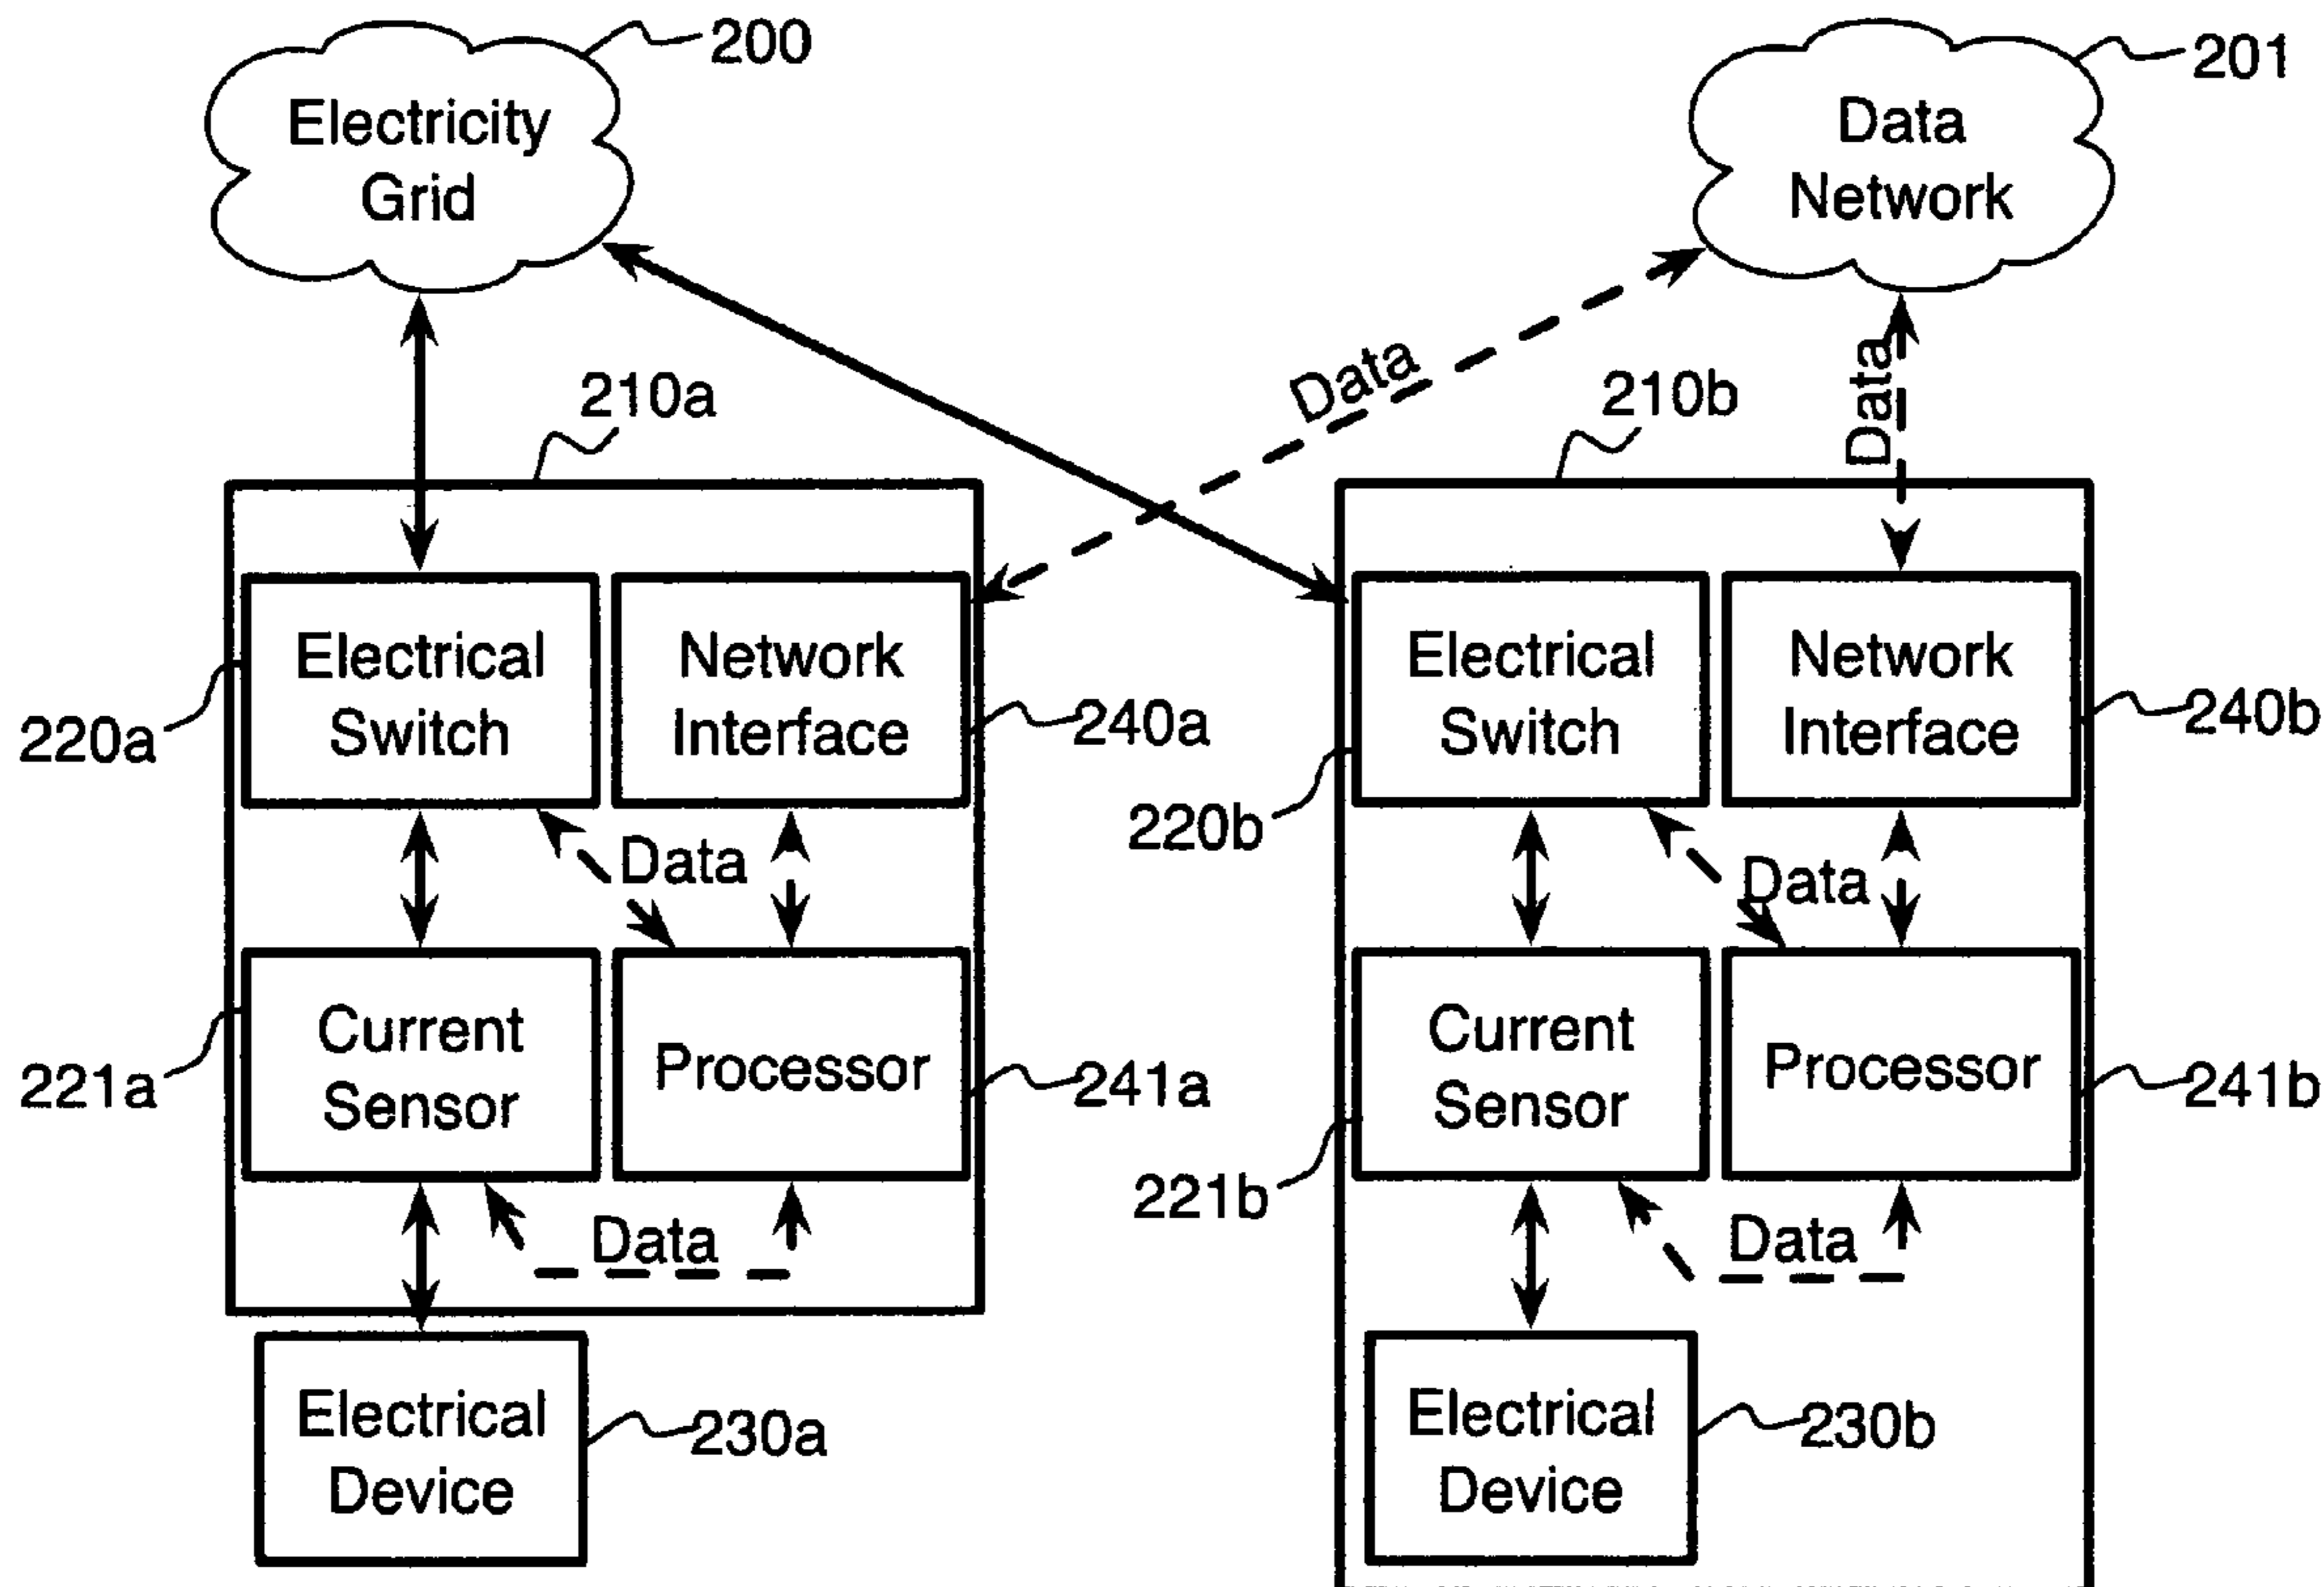 200
201
Electricity
Grid
Data
Network
Data
Data
210a
210b
Electrical
Switch
Network
Interface
Electrical
Switch
Network
Interface
220a
240a
220b
240b
Data
Data
Current
Sensor
Processor
Current
Sensor
Processor
221a
241a
221b
241b
Data
Data
Electrical
Device
230a
Electrical
Device
230b